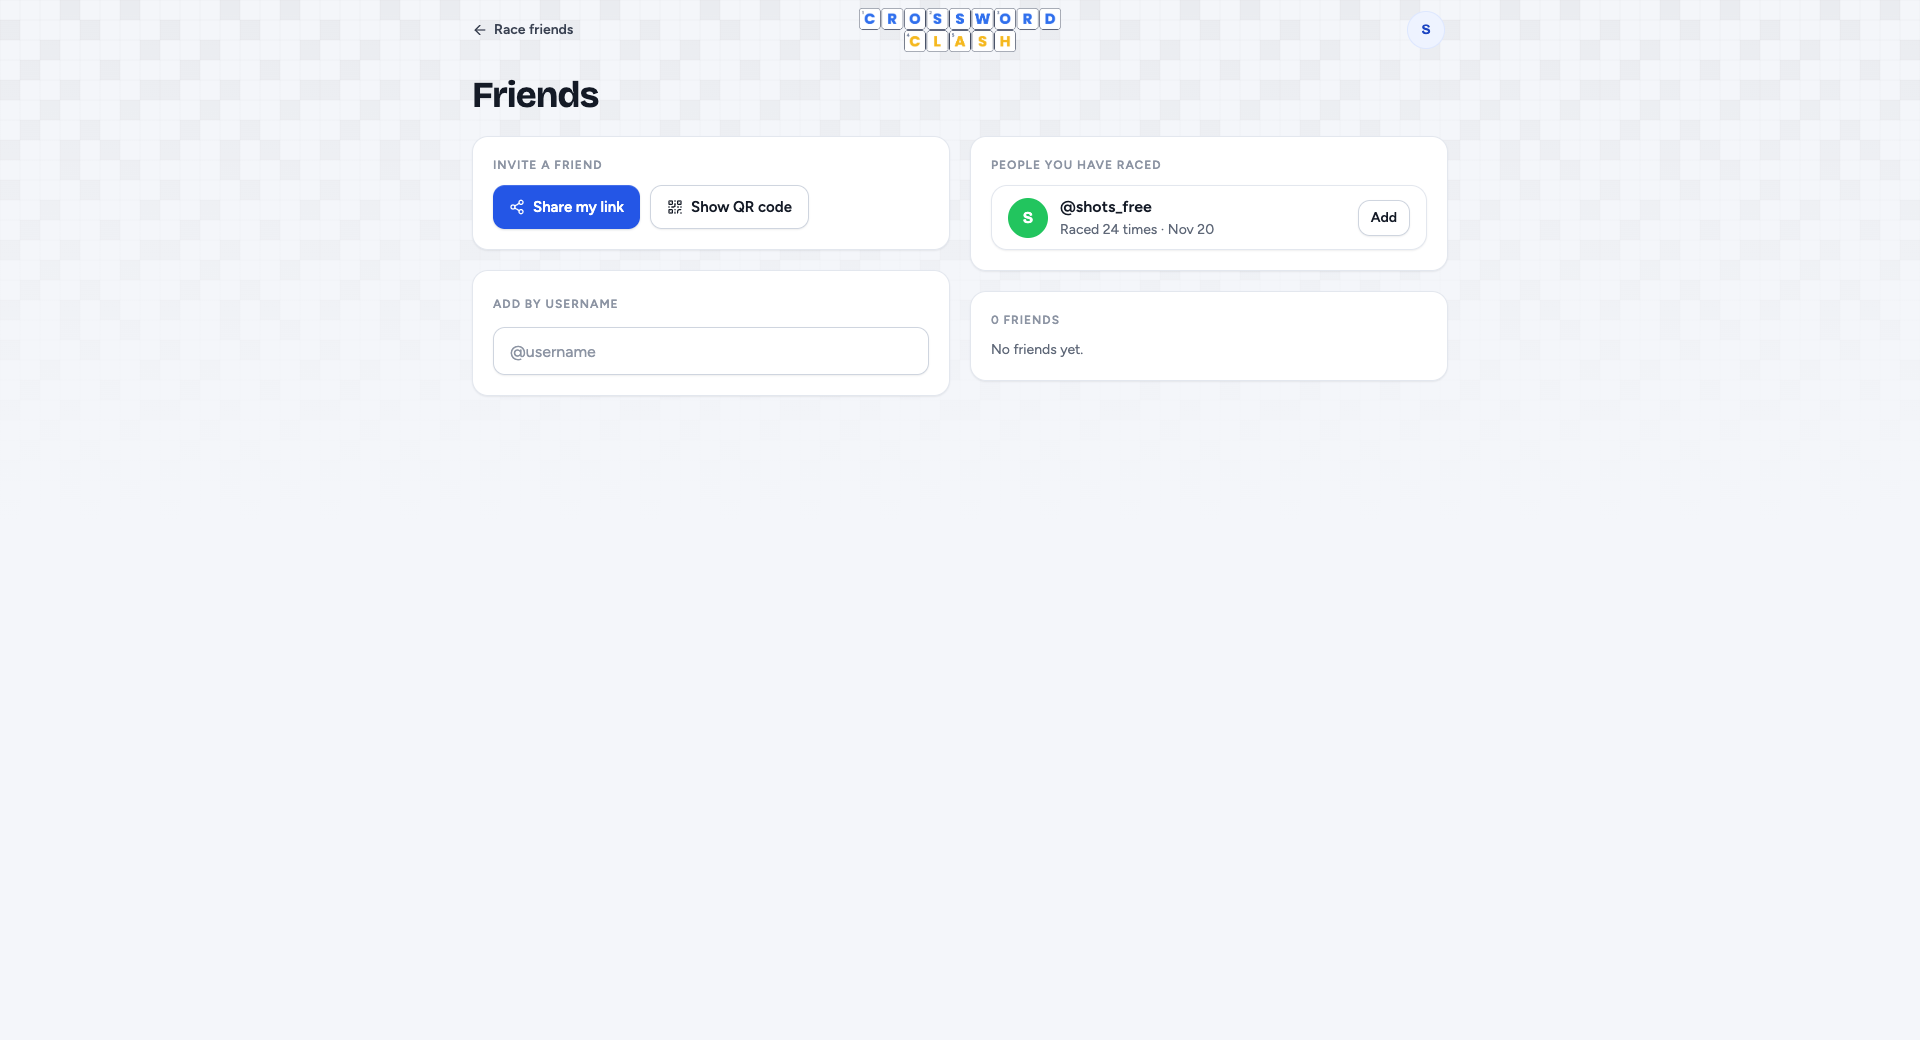 Race friends
CROSSWORD
CLASH
S
Friends
INVITE A FRIEND
Share my link
Show QR code
ADD BY USERNAME
@username
PEOPLE YOU HAVE RACED
S
@shots_free
Raced 24 times · Nov 20
Add
0 FRIENDS
No friends yet.